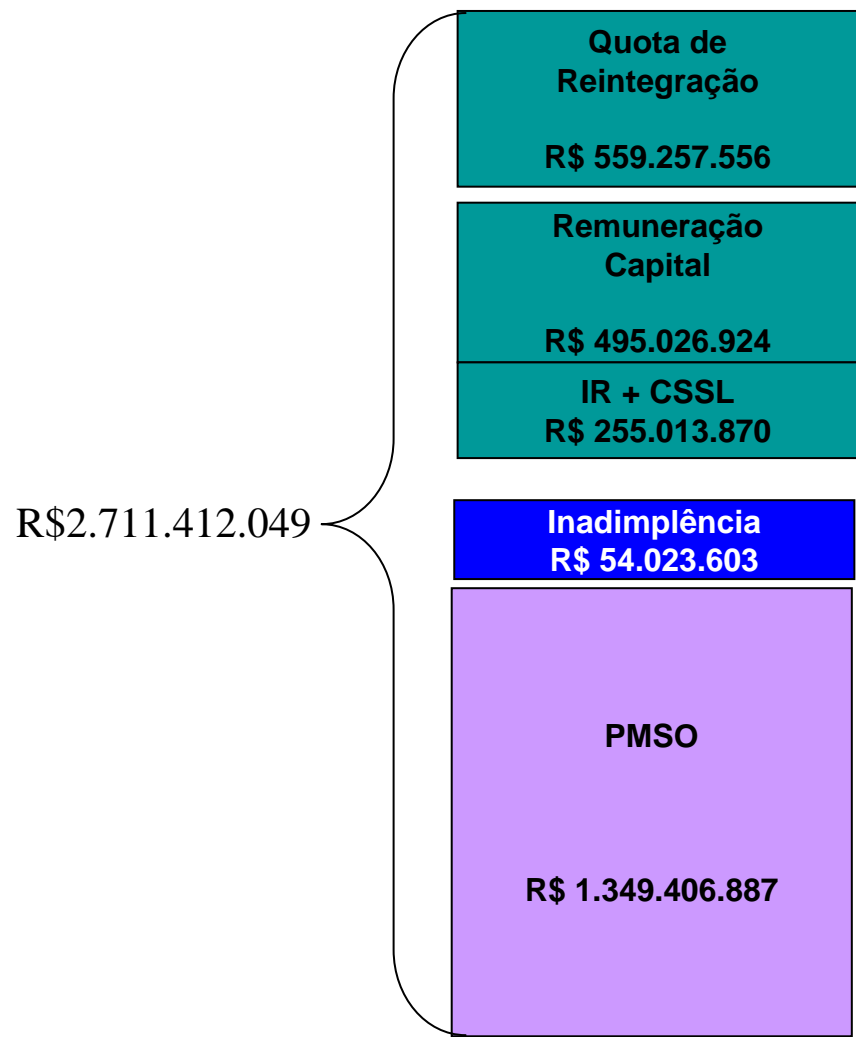 Quota de
Reintegração
R$ 559.257.556
Remuneração
Capital
R$ 495.026.924
IR + CSSL
R$ 255.013.870
R$2.711.412.049
Inadimplência
R$ 54.023.603
PMSO
R$ 1.349.406.887